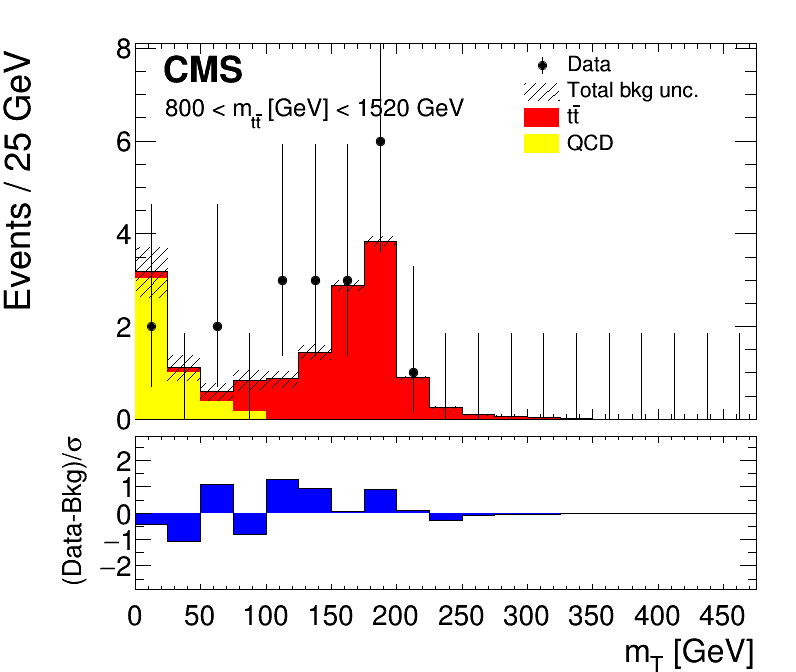 Events / 25 GeV
8
6
4
2
0
CMS
800 < m_tt̄ [GeV] < 1520 GeV
Data
Total bkg unc.
tt̄
QCD
(Data-Bkg)/σ
2
1
0
−1
−2
0 50 100 150 200 250 300 350 400 450
m_T [GeV]